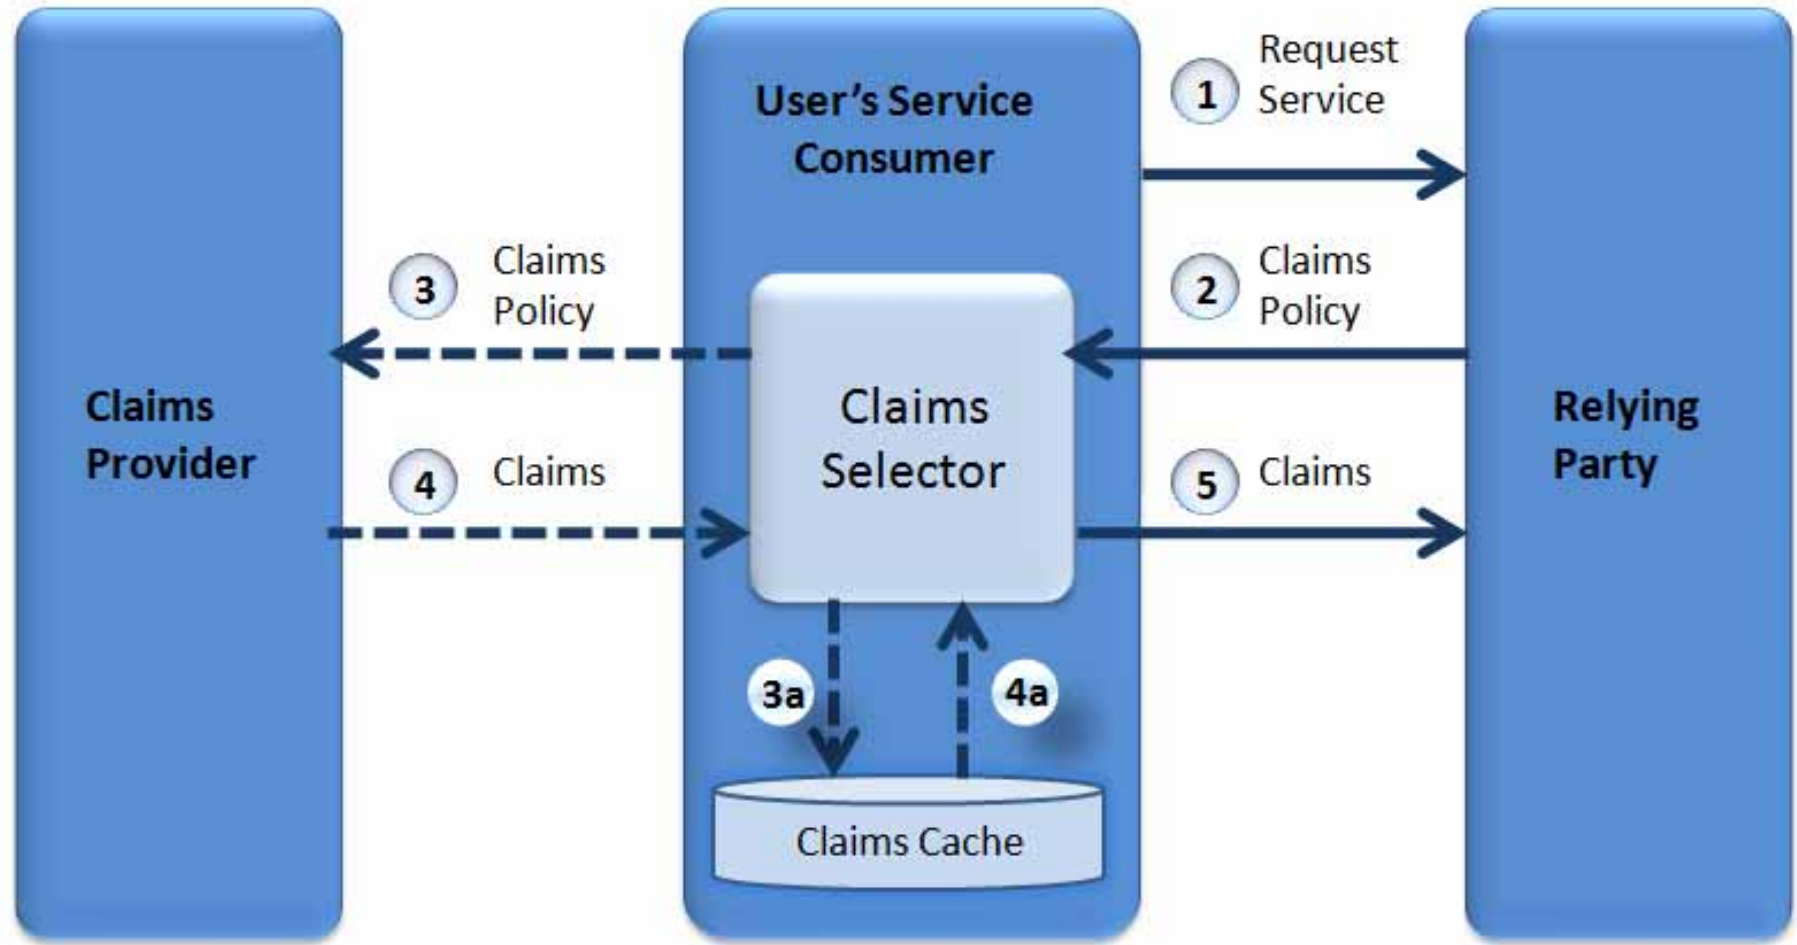 User's Service
Consumer
1
Request
Service
3
Claims
Policy
2
Claims
Policy
Claims
Provider
Claims
Selector
Relying
Party
4
Claims
5
Claims
3a
4a
Claims Cache